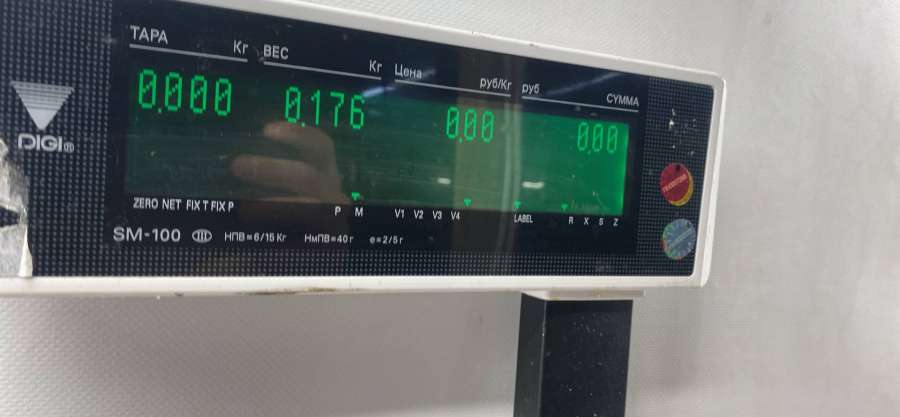 ТАРА Кг ВЕС Кг Цена руб/Кг руб СУММА
0.000 0.176 0.00 0.00
DIGI
ZERO NET FIX T FIX P P M V1 V2 V3 V4 LABEL R X S Z
SM-100 III НПВ=6/15 Кг НмПВ=40 г e=2/5 г